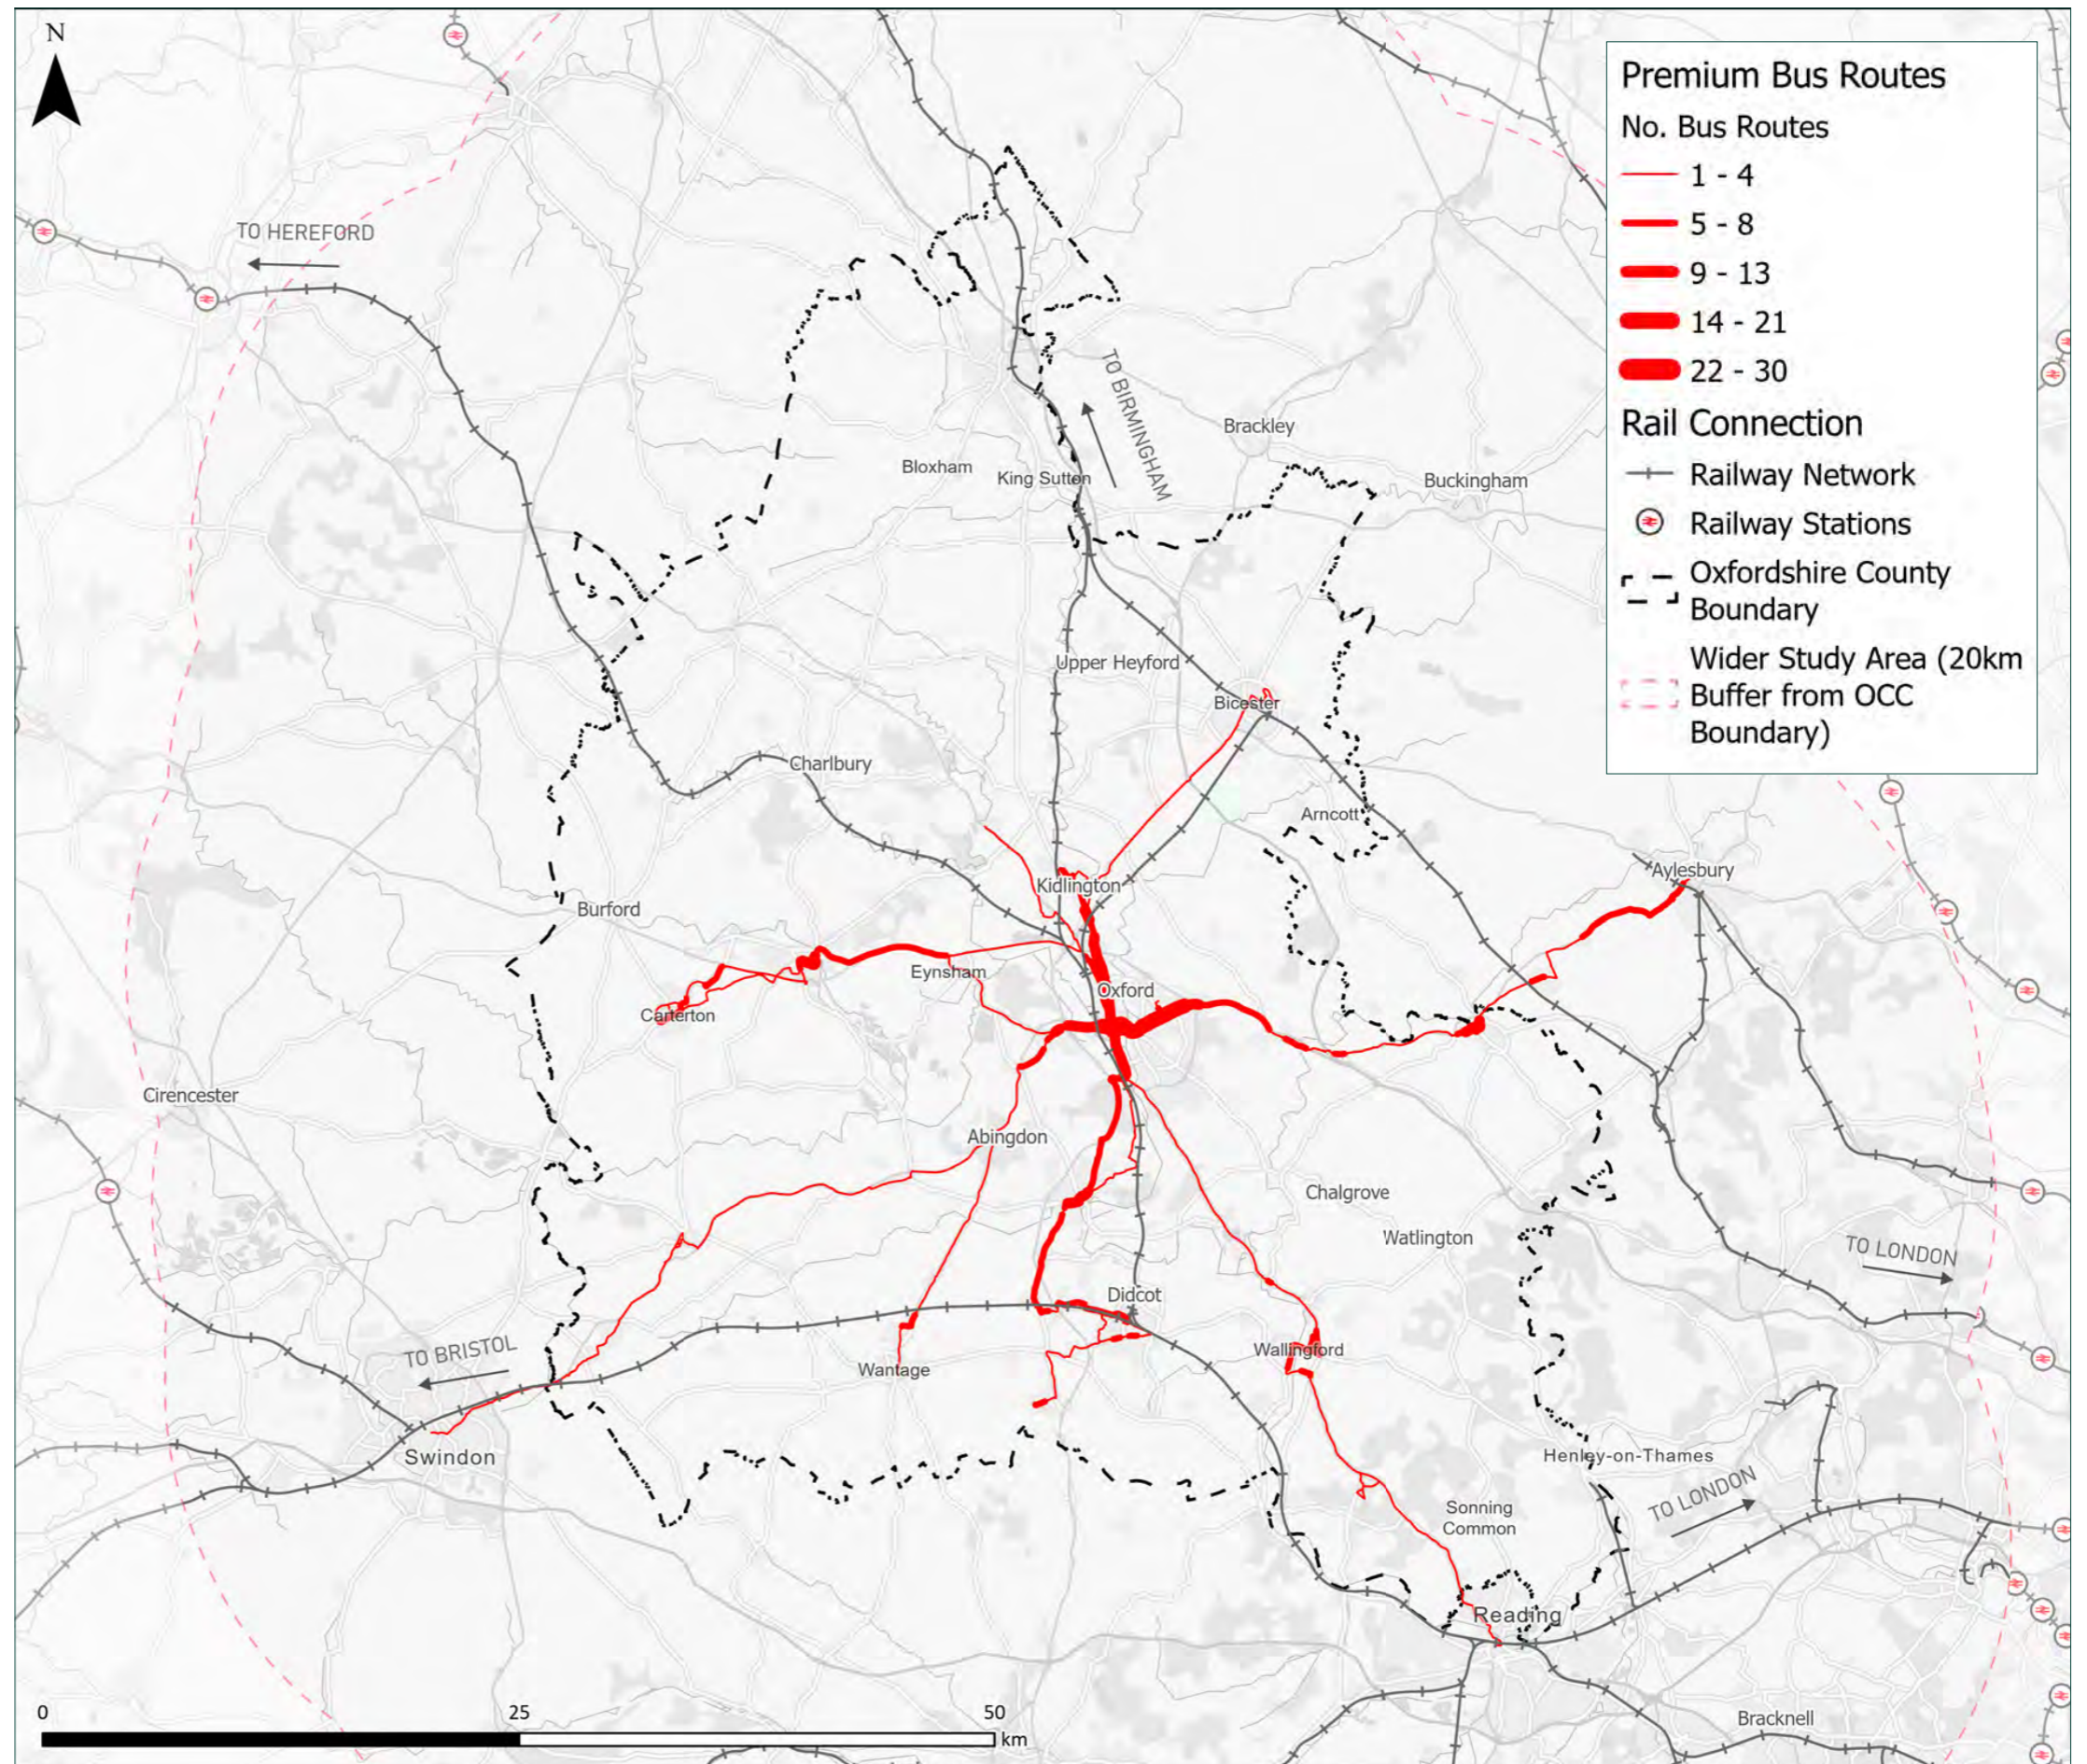 N
Premium Bus Routes
No. Bus Routes
1 - 4
5 - 8
9 - 13
14 - 21
22 - 30
Rail Connection
Railway Network
Railway Stations
Oxfordshire County
Boundary
Wider Study Area (20km
Buffer from OCC
Boundary)
TO HEREFORD
TO BIRMINGHAM
Brackley
Bloxham
King Sutton
Buckingham
Upper Heyford
Bicester
Charlbury
Arncott
Aylesbury
Kidlington
Burford
Eynsham
Oxford
Carterton
Cirencester
Abingdon
Chalgrove
Watlington
TO LONDON
Didcot
TO BRISTOL
Wantage
Wallingford
Swindon
Henley-on-Thames
TO LONDON
Sonning
Common
Reading
Bracknell
0
25
50
km